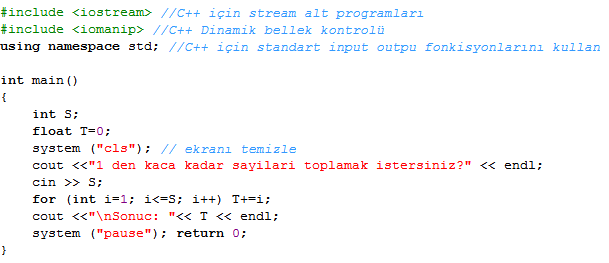 #include <iostream> //C++ için stream alt programları
#include <iomanip> //C++ Dinamik bellek kontrolü
using namespace std; //C++ için standart input outpu fonkisyonlarını kullan
int main()
{
int S;
float T=0;
system ("cls"); // ekranı temizle
cout <<"1 den kaca kadar sayilari toplamak istersiniz?" << endl;
cin >> S;
for (int i=1; i<=S; i++) T+=i;
cout <<"\nSonuc: "<< T << endl;
system ("pause"); return 0;
}